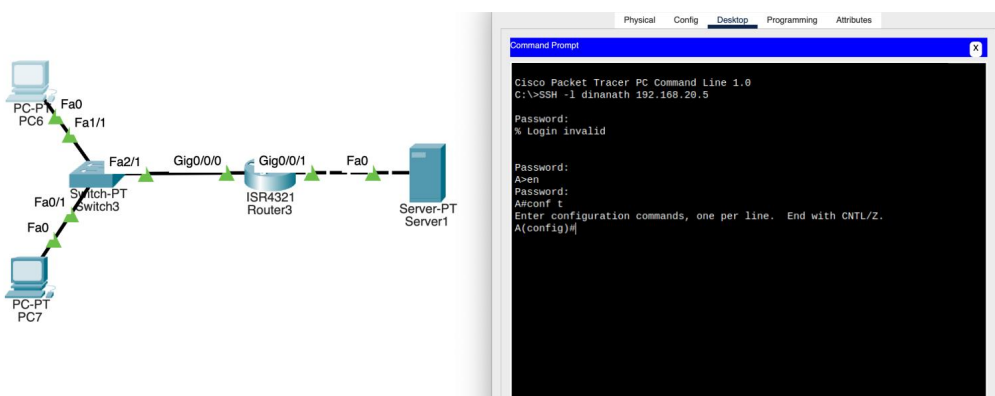 Physical Config Desktop Programming Attributes
Command Prompt
X
Cisco Packet Tracer PC Command Line 1.0
C:\>SSH -l dinanath 192.168.20.5
Password:
% Login invalid
Password:
A>en
Password:
A#conf t
Enter configuration commands, one per line. End with CNTL/Z.
A(config)#
PC-PT
PC6
Fa0
Fa1/1
Fa2/1
Gig0/0/0
Gig0/0/1
Fa0
Switch-PT
Switch3
ISR4321
Router3
Server-PT
Server1
Fa0/1
Fa0
PC-PT
PC7